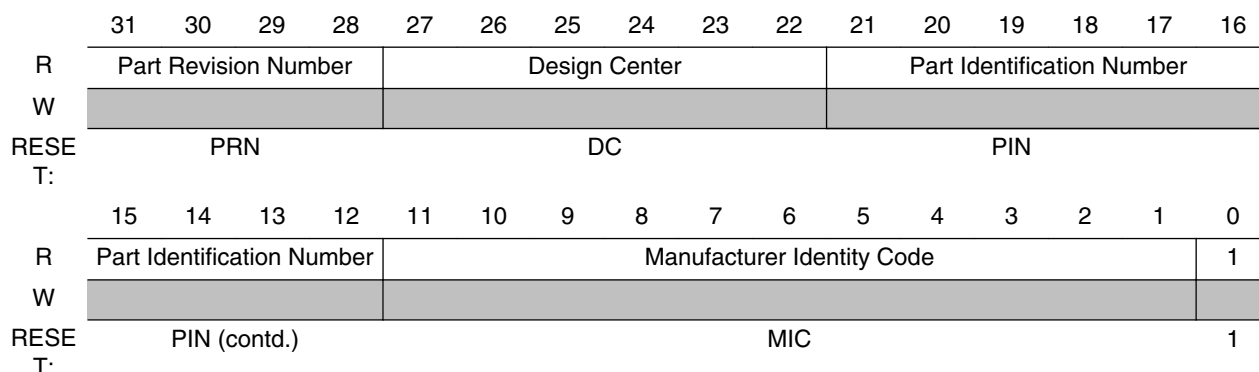 31 30 29 28 27 26 25 24 23 22 21 20 19 18 17 16
R Part Revision Number Design Center Part Identification Number
W
RESE PRN DC PIN
T:
15 14 13 12 11 10 9 8 7 6 5 4 3 2 1 0
R Part Identification Number Manufacturer Identity Code 1
W
RESE PIN (contd.) MIC 1
T: